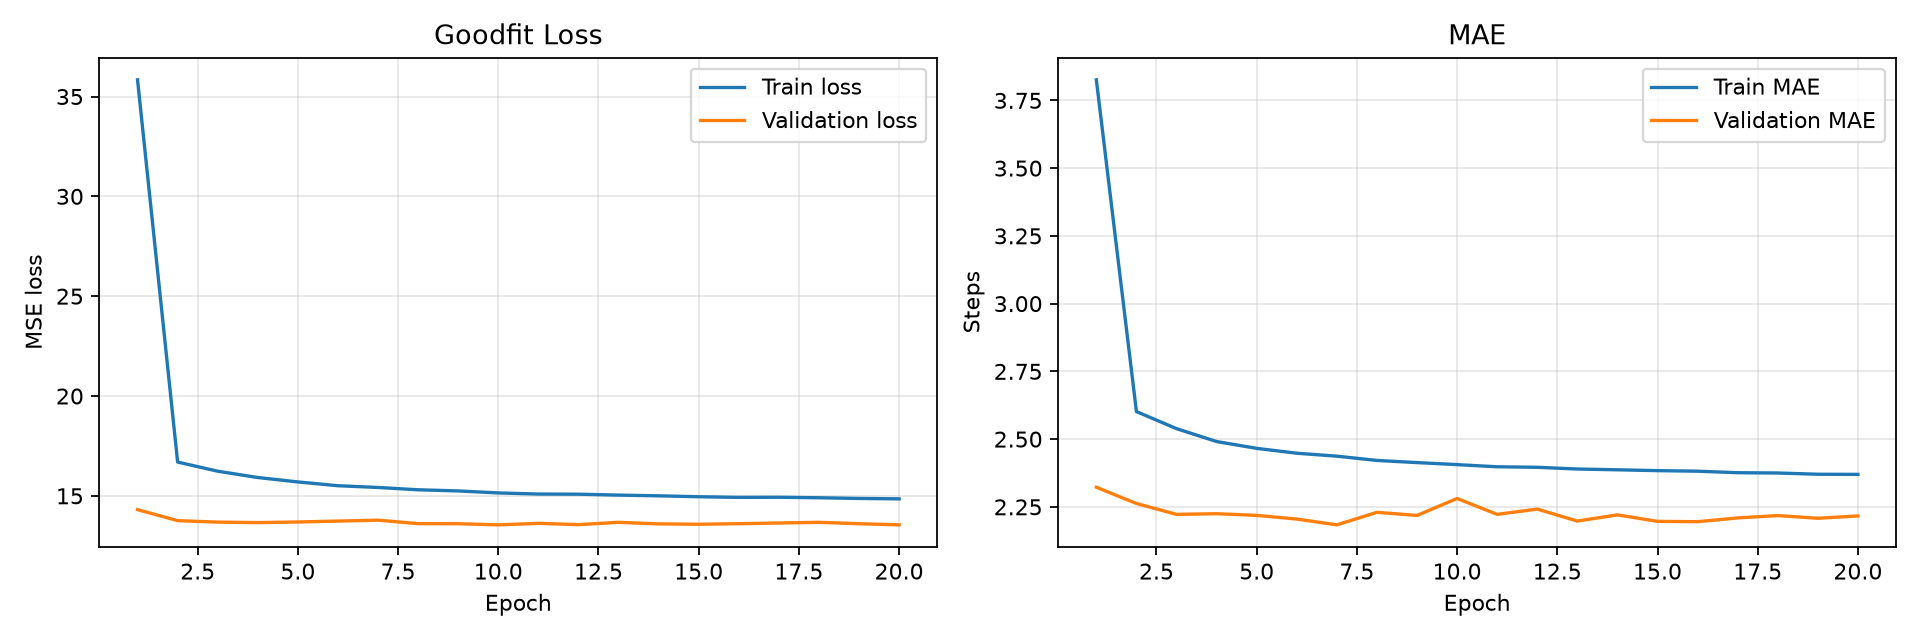 Goodfit Loss
MSE loss
35
30
25
20
15
Train loss
Validation loss
2.5 5.0 7.5 10.0 12.5 15.0 17.5 20.0
Epoch
MAE
Steps
3.75
3.50
3.25
3.00
2.75
2.50
2.25
Train MAE
Validation MAE
2.5 5.0 7.5 10.0 12.5 15.0 17.5 20.0
Epoch